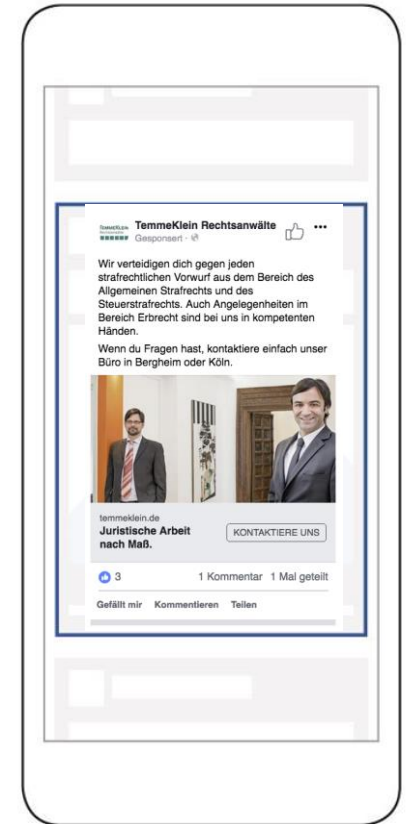 TEMMEKLEIN
TemmeKlein Rechtsanwälte
Gesponsert ·
Wir verteidigen dich gegen jeden
strafrechtlichen Vorwurf aus dem Bereich des
Allgemeinen Strafrechts und des
Steuerstrafrechts. Auch Angelegenheiten im
Bereich Erbrecht sind bei uns in kompetenten
Händen.
Wenn du Fragen hast, kontaktiere einfach unser
Büro in Bergheim oder Köln.
temmeklein.de
Juristische Arbeit
nach Maß.
KONTAKTIERE UNS
3 1 Kommentar 1 Mal geteilt
Gefällt mir Kommentieren Teilen